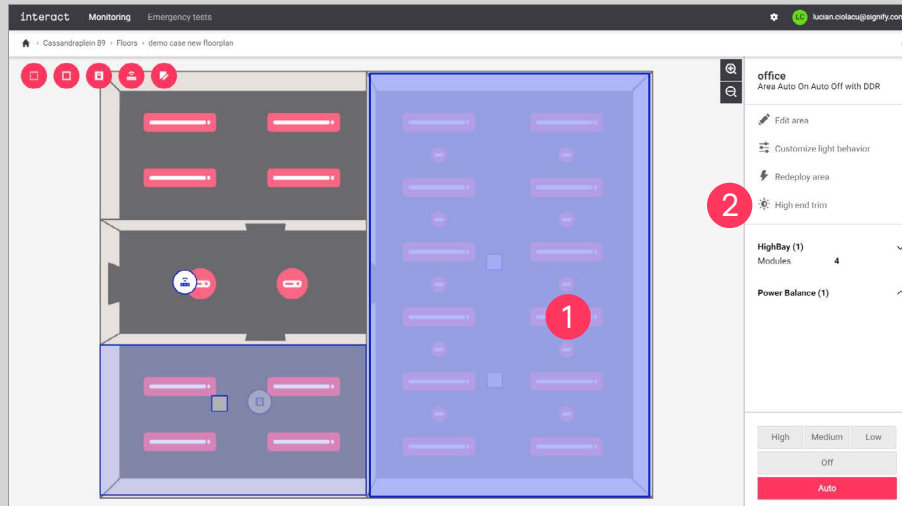 interact Monitoring Emergency tests
LC lucian.ciolacu@signify.com
Cassandraplein 89 › Floors › demo case new floorplan
office
Area Auto On Auto Off with DDR
Edit area
Customize light behavior
Redeploy area
2
High end trim
HighBay (1)
Modules 4
Power Balance (1)
1
High Medium Low
Off
Auto